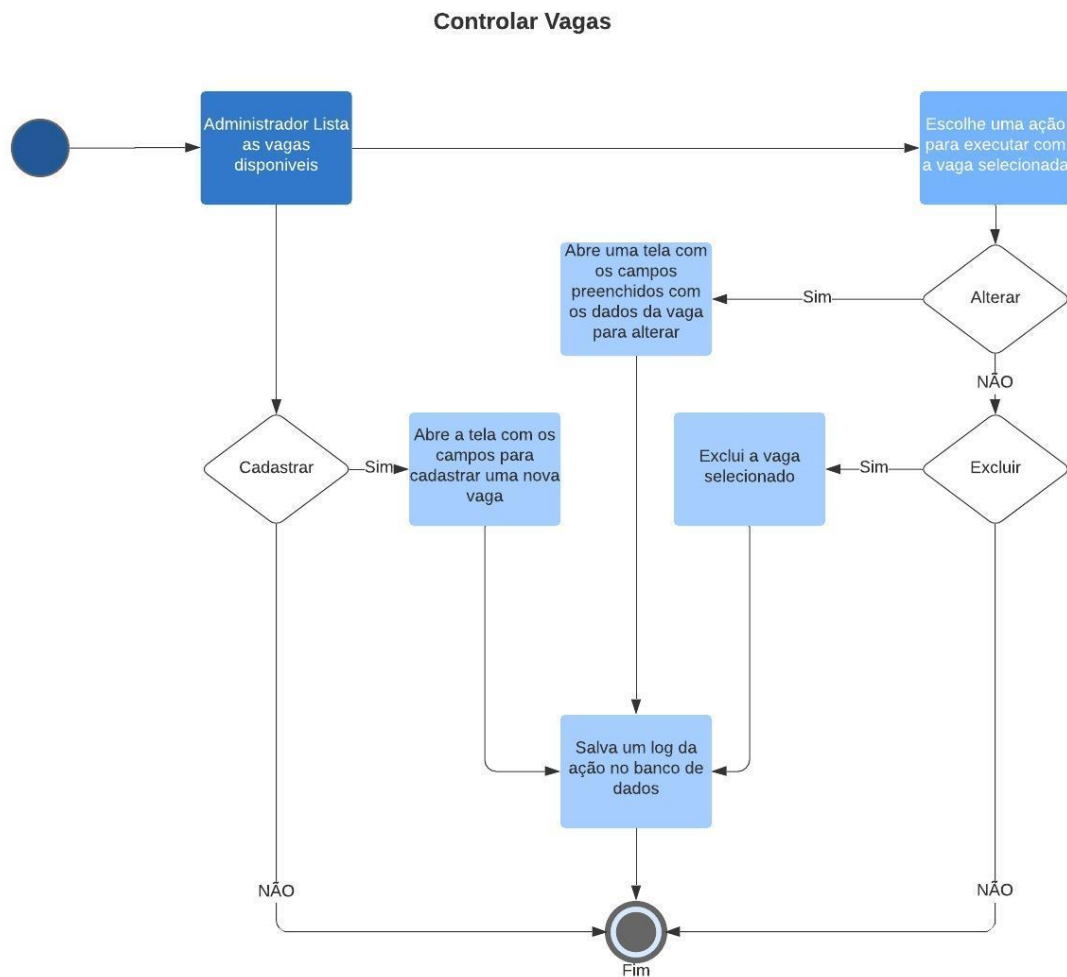 Controlar Vagas
Administrador Lista
as vagas
disponiveis
Escolhe uma ação
para executar com
a vaga selecionada
Abre uma tela com
os campos
preenchidos com
os dados da vaga
para alterar
Sim
Alterar
NÃO
Cadastrar
Sim
Abre a tela com os
campos para
cadastrar uma nova
vaga
Exclui a vaga
selecionado
Sim
Excluir
Salva um log da
ação no banco de
dados
NÃO
NÃO
Fim